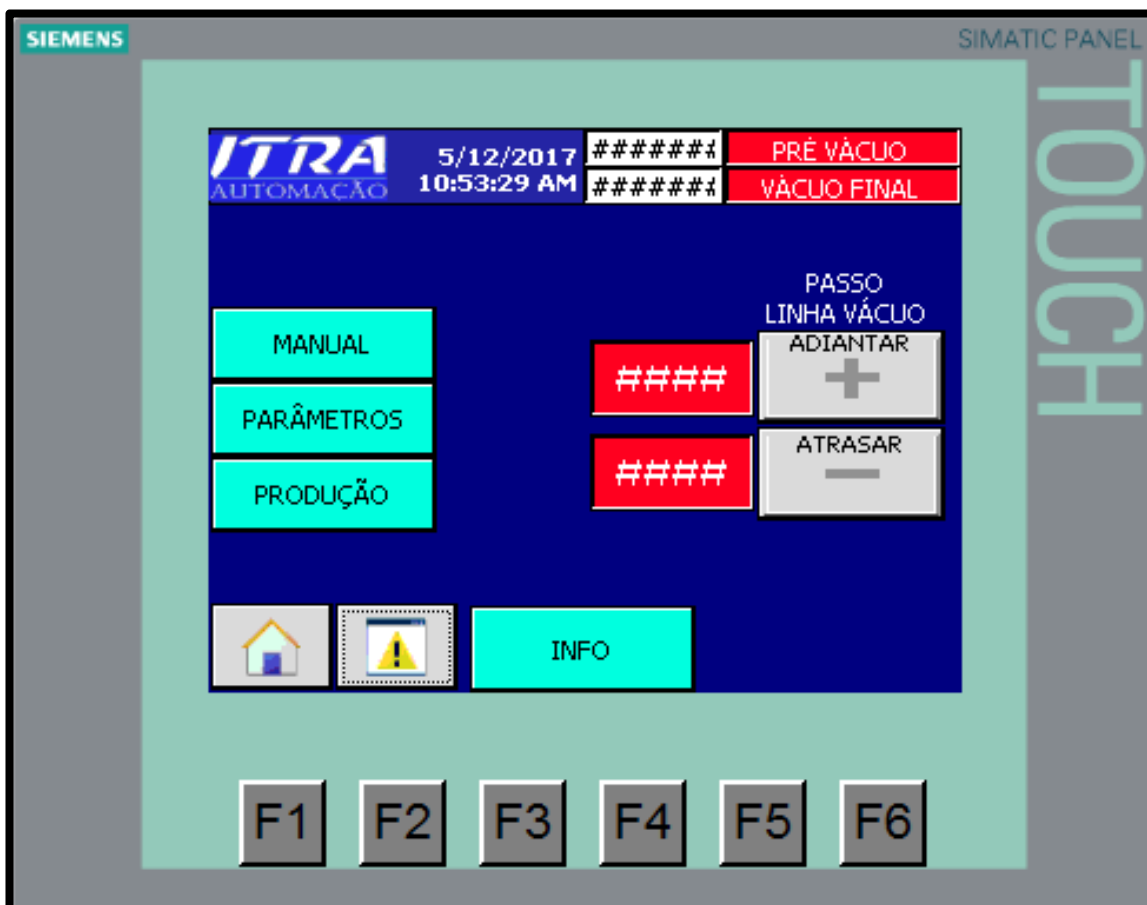 SIEMENS
SIMATIC PANEL
TOUCH
ITRA
AUTOMAÇÃO
5/12/2017
10:53:29 AM
####### PRÉ VÁCUO
####### VÁCUO FINAL
PASSO
LINHA VÁCUO
MANUAL
PARÂMETROS
PRODUÇÃO
#### ADIANTAR
+
#### ATRASAR
−
INFO
F1 F2 F3 F4 F5 F6